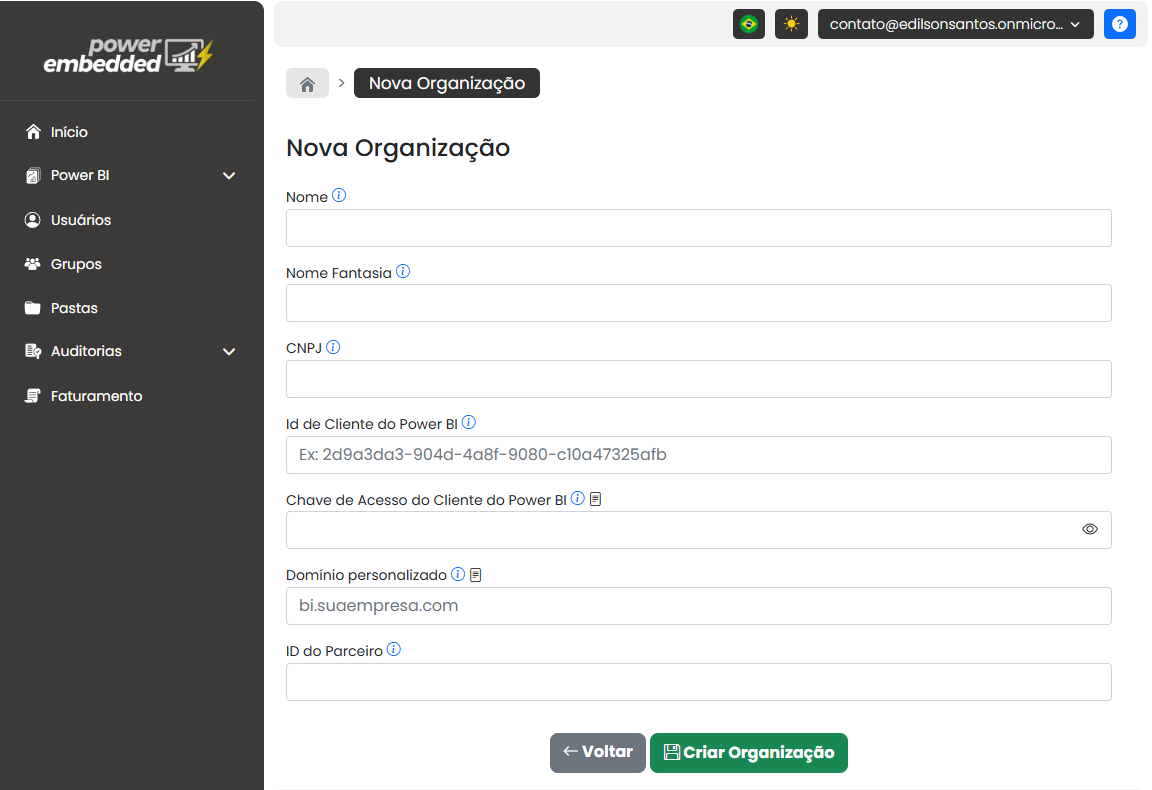 power
embedded
contato@edilsonsantos.onmicro...
?
> Nova Organização
Início
Power BI
Usuários
Grupos
Pastas
Auditorias
Faturamento
Nova Organização
Nome
Nome Fantasia
CNPJ
Id de Cliente do Power BI
Ex: 2d9a3da3-904d-4a8f-9080-c10a47325afb
Chave de Acesso do Cliente do Power BI
Domínio personalizado
bi.suaempresa.com
ID do Parceiro
Voltar
Criar Organização